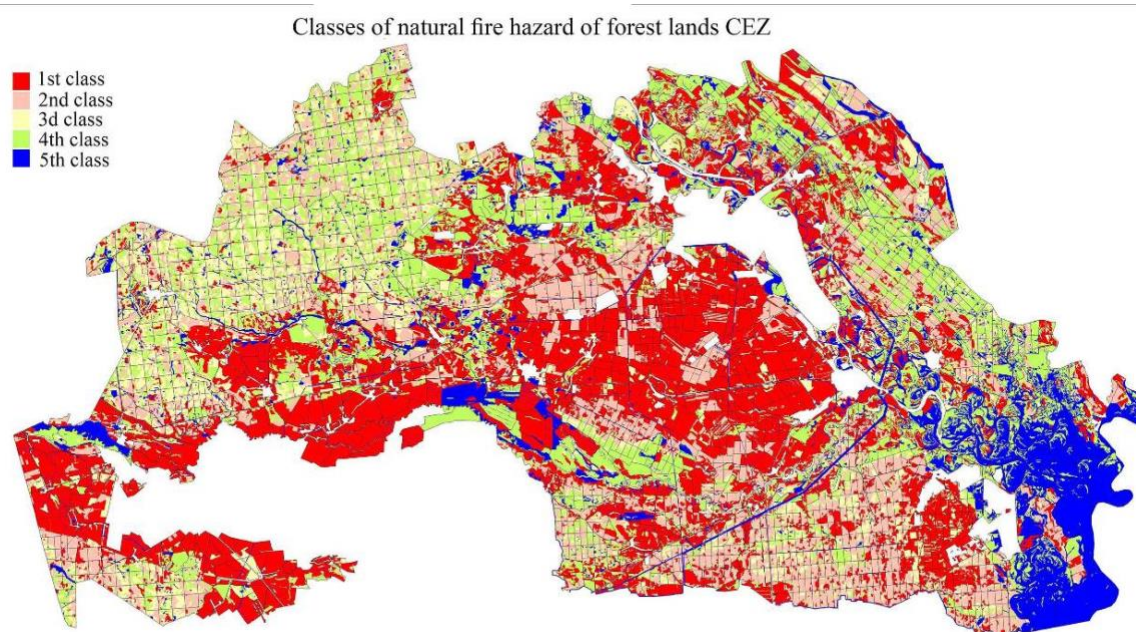 Classes of natural fire hazard of forest lands CEZ
1st class
2nd class
3d class
4th class
5th class